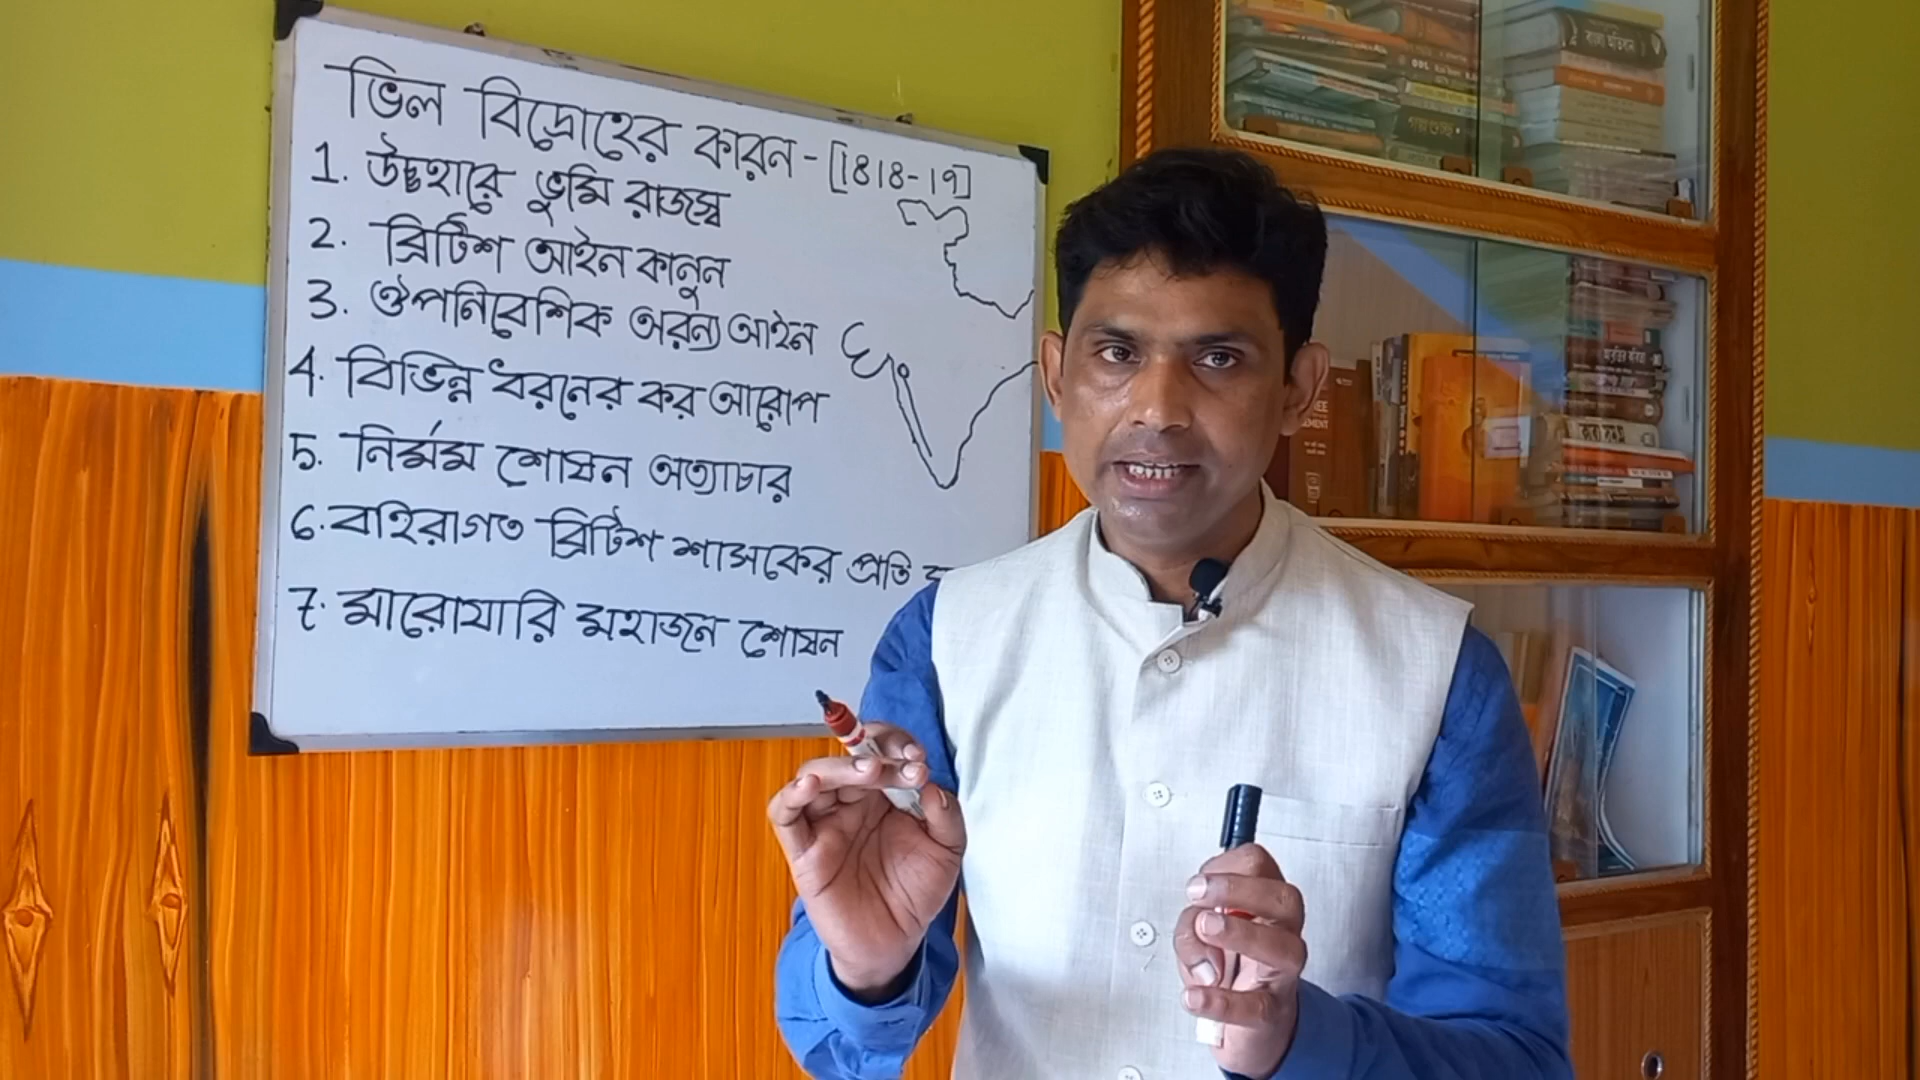 ভিল বিদ্রোহের কারন - [1818-19]
1. উচ্চহারে ভুমি রাজস্ব
2. ব্রিটিশ আইন কানুন
3. ঔপনিবেশিক অরন্য আইন
4. বিভিন্ন ধরনের কর আরোপ
5. নির্মম শোষন অত্যাচার
6. বহিরাগত ব্রিটিশ শাসকের প্রতি
7. মারোযারি মহাজন শোষন